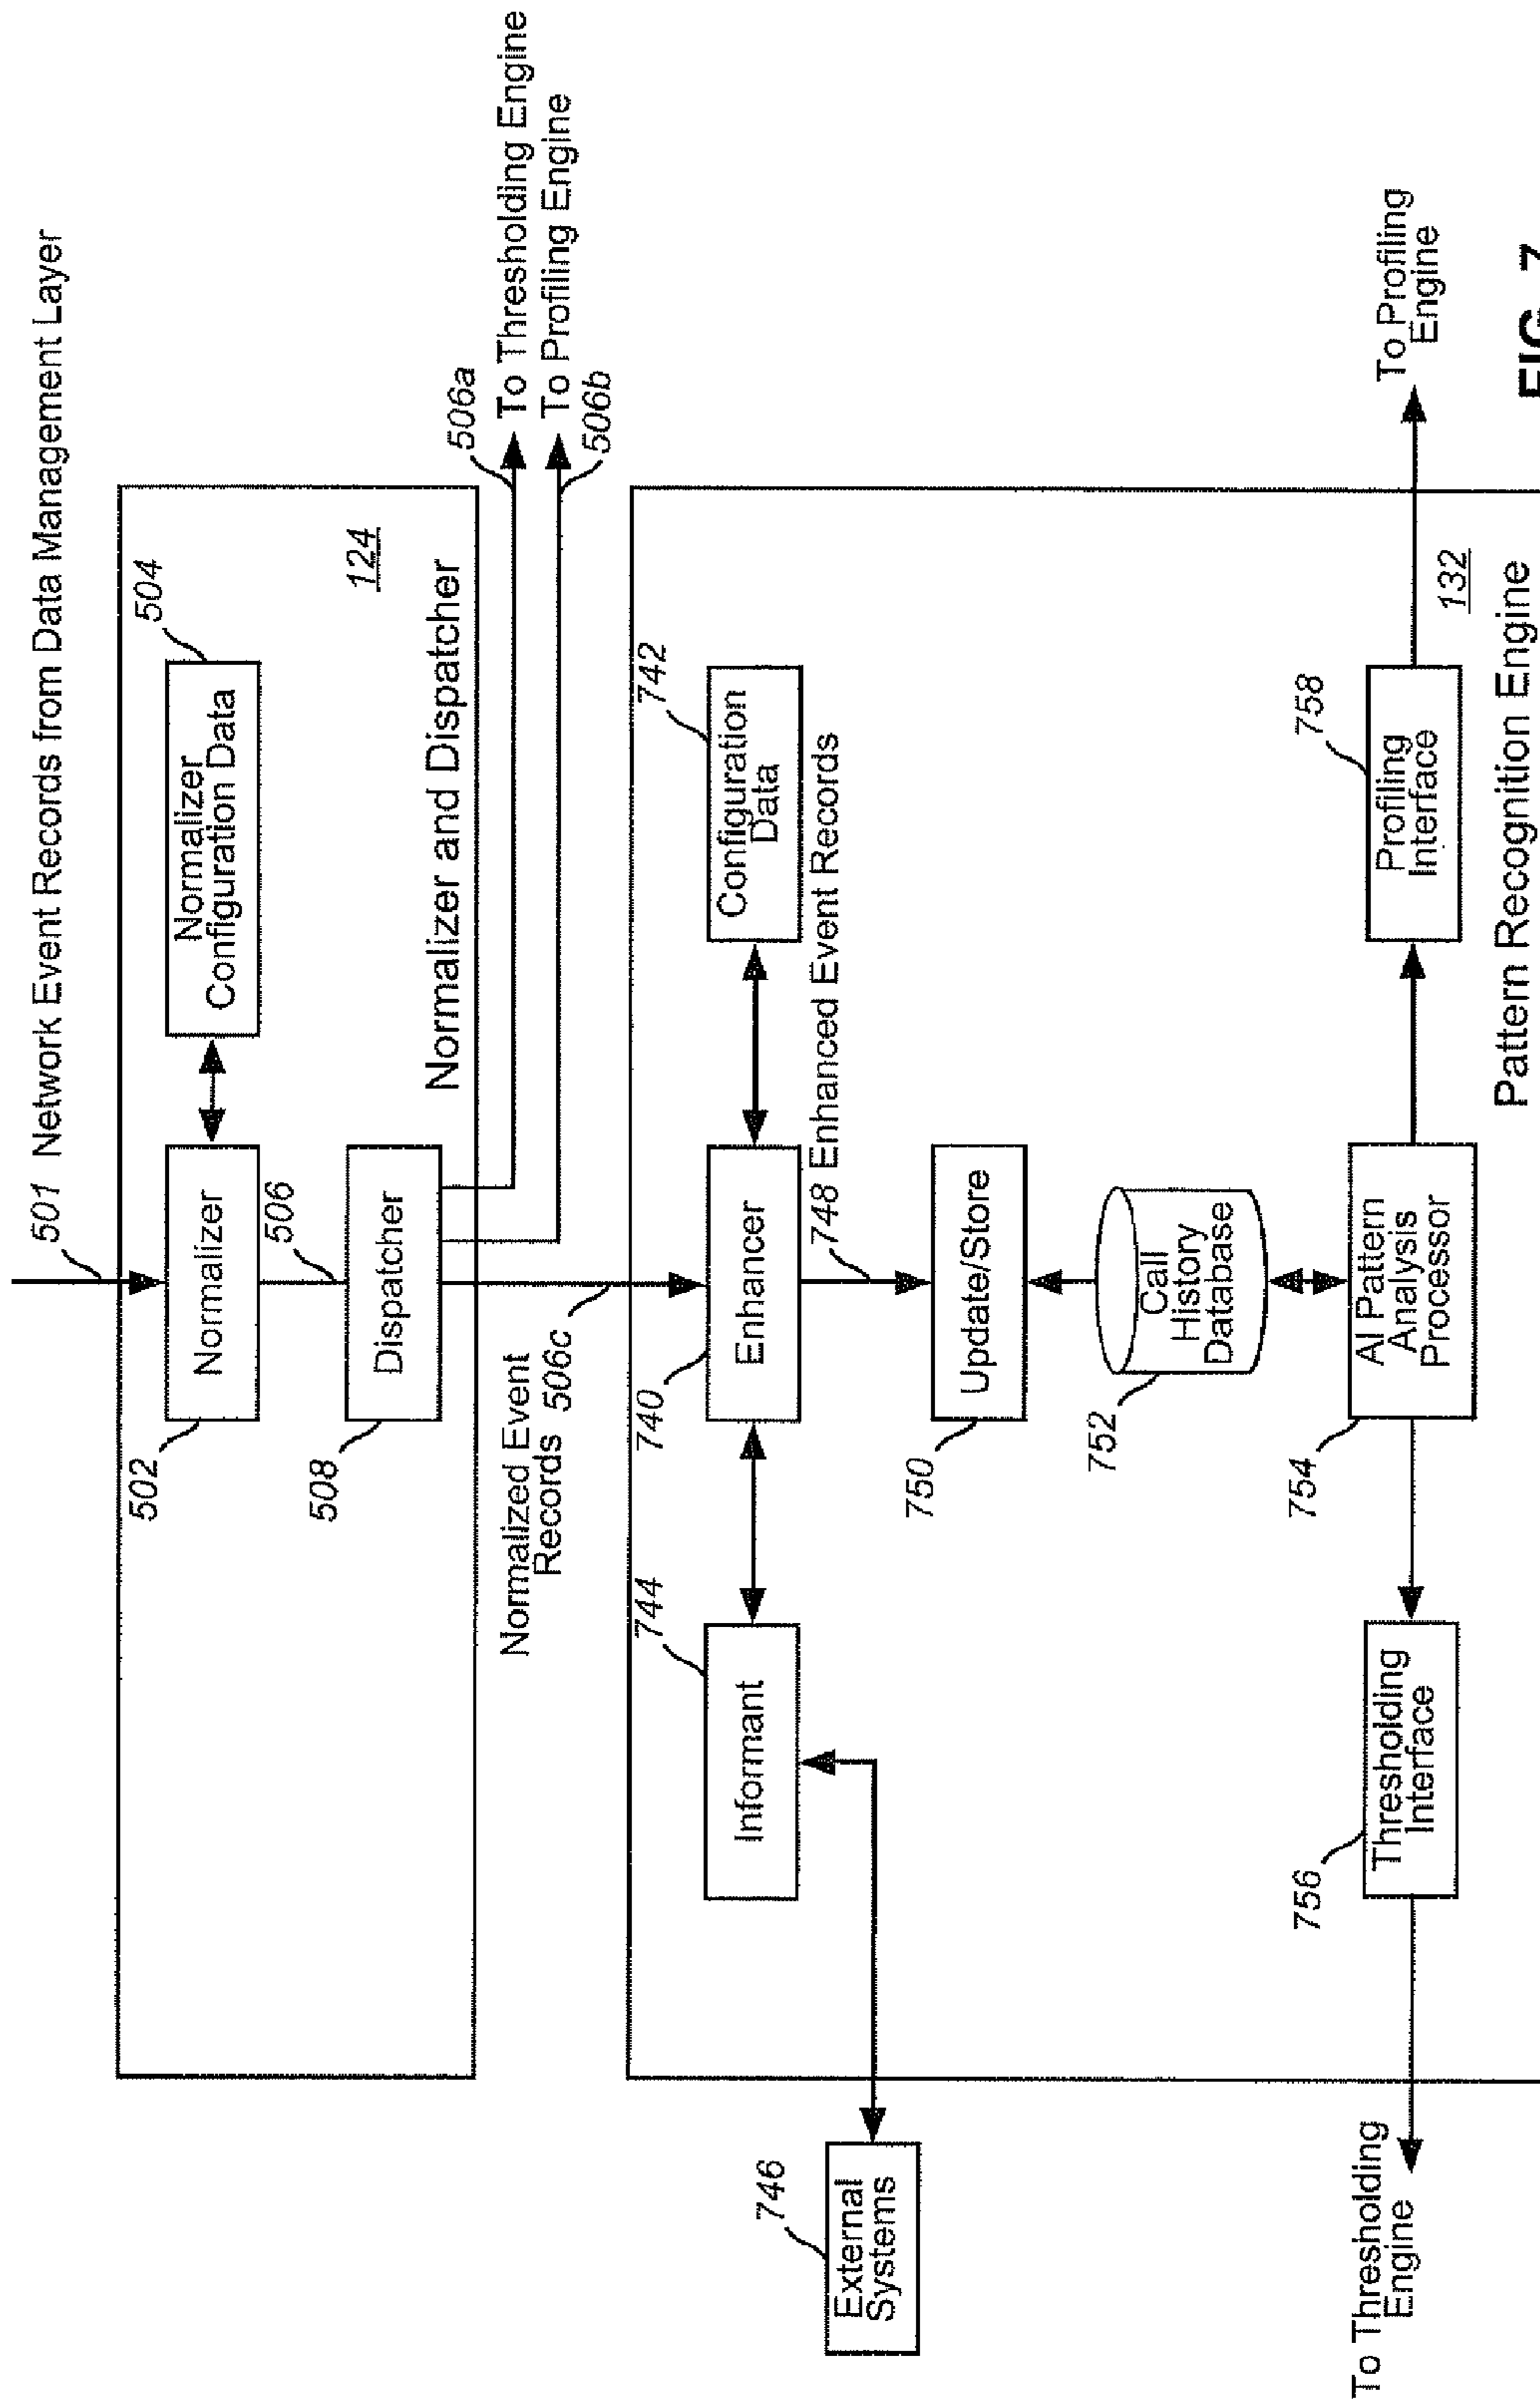 501 Network Event Records from Data Management Layer
Normalizer
502
Normalizer
Configuration Data
504
506
Dispatcher
508
124
Normalizer and Dispatcher
506a
To Thresholding Engine
To Profiling Engine
506b
Normalized Event
Records 506c
Informant
744
Enhancer
740
Configuration
Data
742
748 Enhanced Event Records
External
Systems
746
Update/Store
750
Call
History
Database
752
AI Pattern
Analysis
Processor
754
Thresholding
Interface
756
Profiling
Interface
758
To Thresholding
Engine
To Profiling
Engine
132
Pattern Recognition Engine
FIG. 7